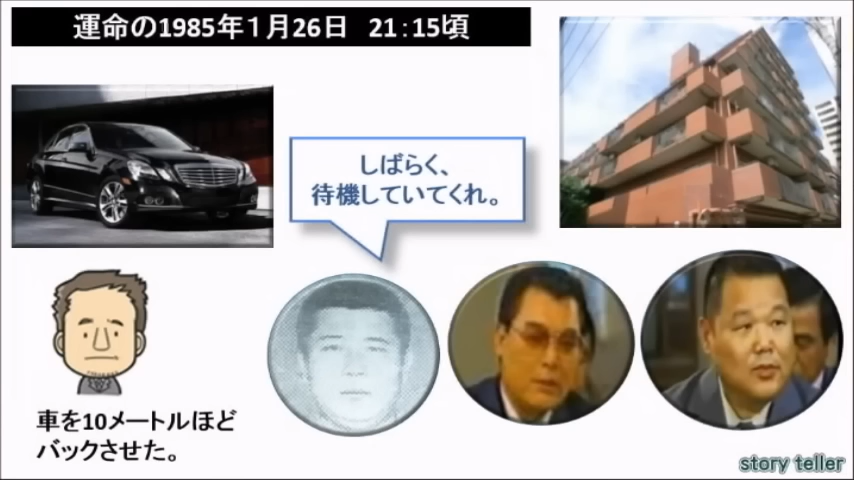 運命の1985年１月26日　21：15頃
しばらく、
待機していてくれ。
車を10メートルほど
バックさせた。
story teller